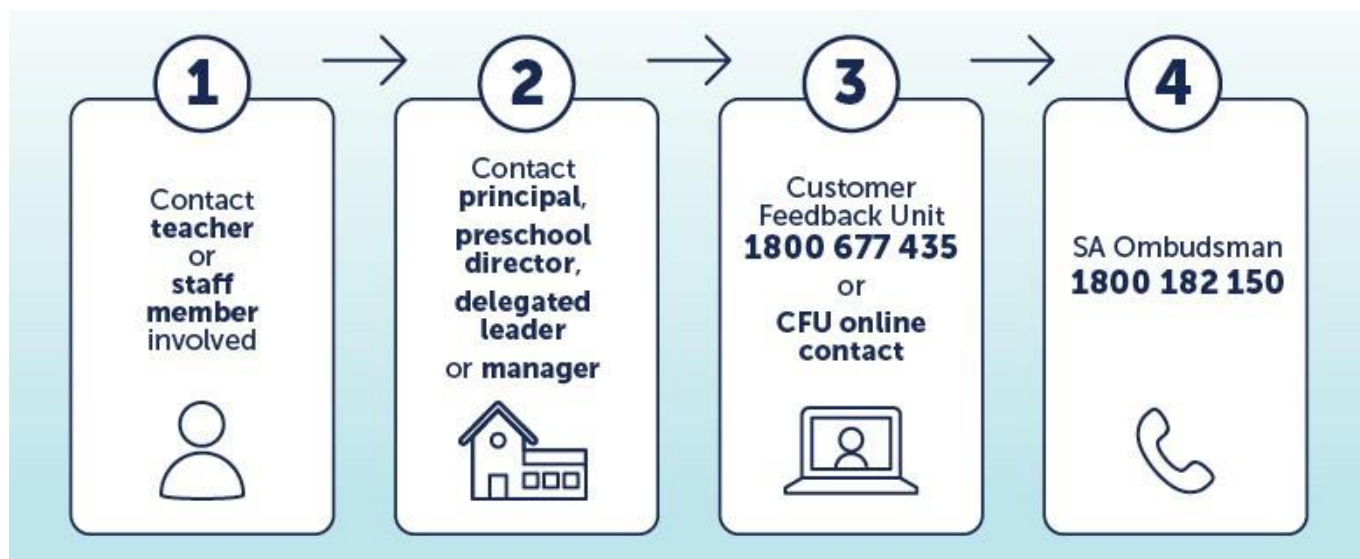 1
Contact
teacher
or
staff
member
involved
2
Contact
principal,
preschool
director,
delegated
leader
or manager
3
Customer
Feedback Unit
1800 677 435
or
CFU online
contact
4
SA Ombudsman
1800 182 150